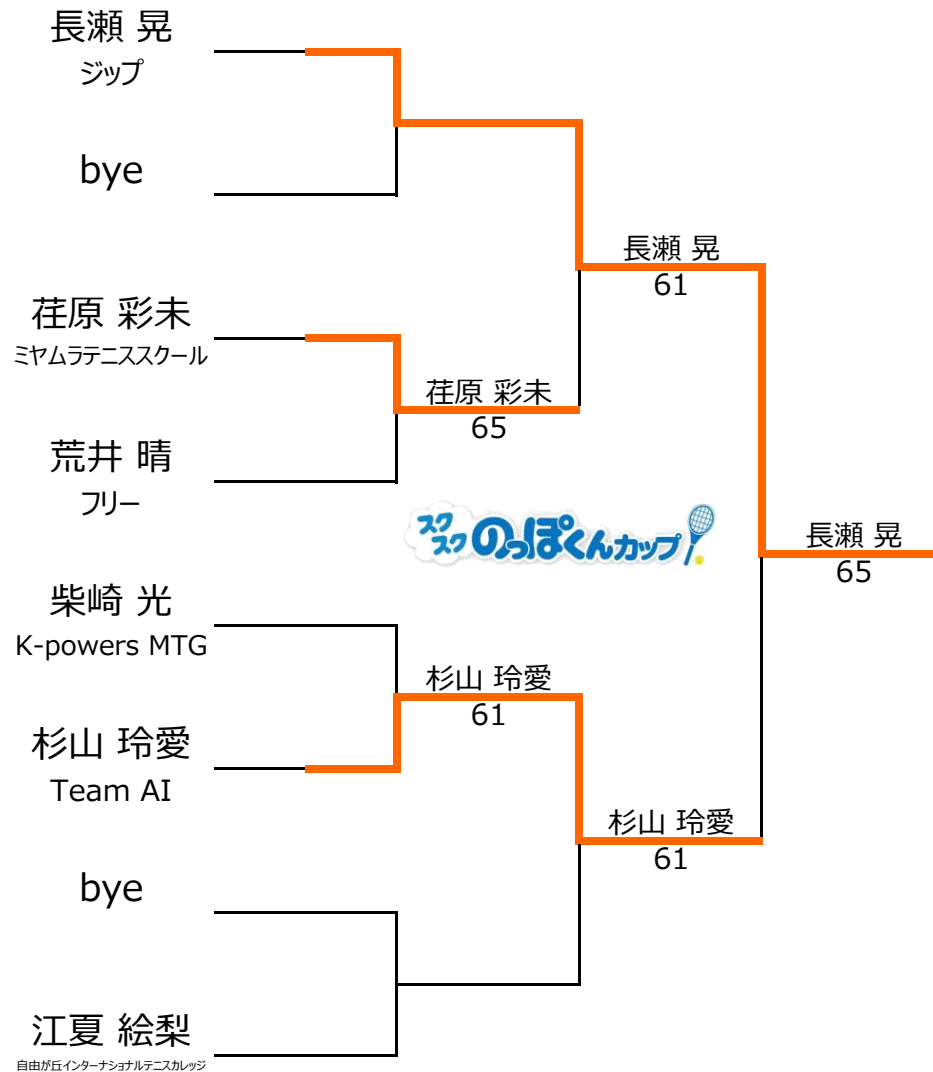 長瀬 晃
ジップ
bye
荏原 彩未
ミヤムラテニススクール
荒井 晴
フリー
柴崎 光
K-powers MTG
杉山 玲愛
Team AI
bye
江夏 絵梨
自由が丘インターナショナルテニスカレッジ
荏原 彩未
65
杉山 玲愛
61
長瀬 晃
61
杉山 玲愛
61
長瀬 晃
65
スクスク のっぽくんカップ